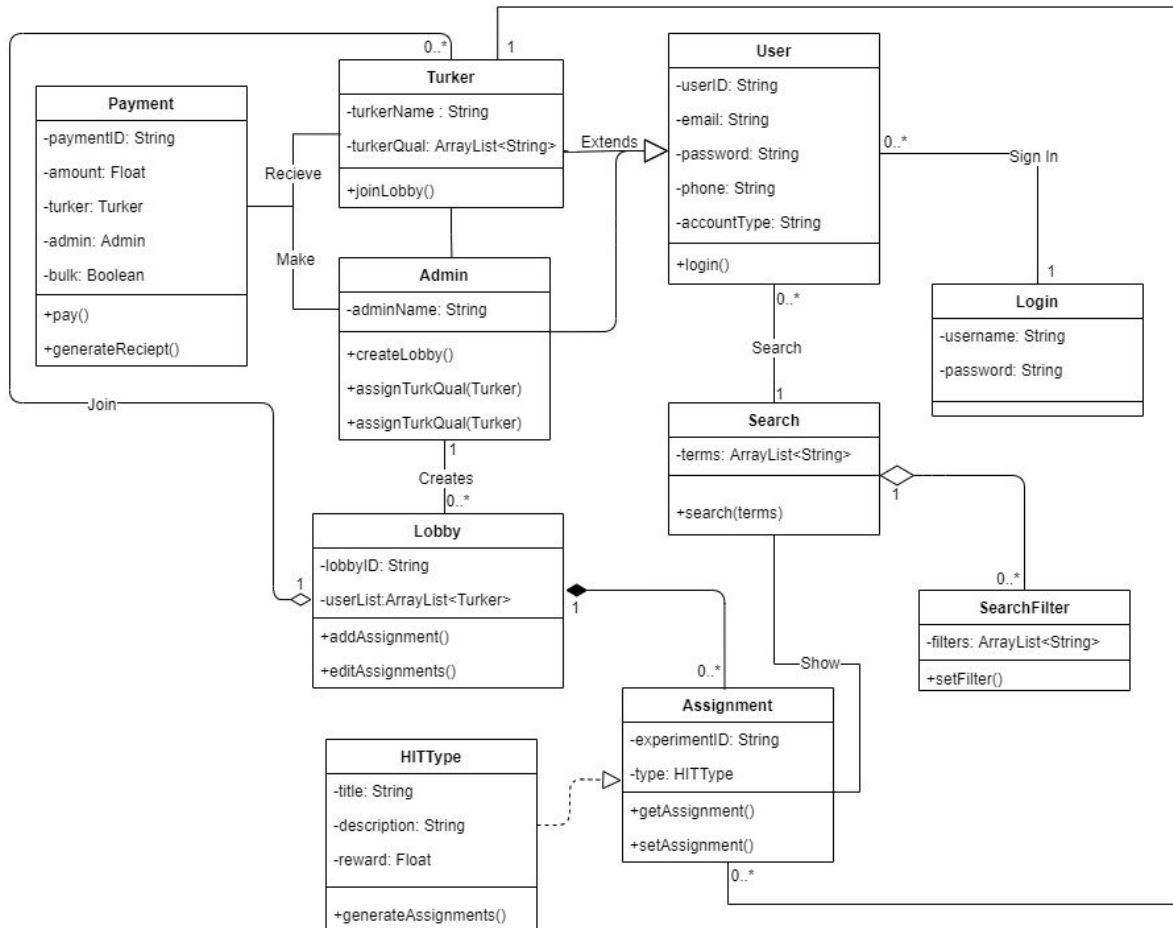 0..*
1
Turker
-turkerName : String
-turkerQual: ArrayList<String>
+joinLobby()
Payment
-paymentID: String
-amount: Float
-turker: Turker
-admin: Admin
-bulk: Boolean
+pay()
+generateReciept()
Recieve
Make
Extends
User
-userID: String
-email: String
-password: String
-phone: String
-accountType: String
+login()
0..*
Sign In
1
Login
-username: String
-password: String
Admin
-adminName: String
+createLobby()
+assignTurkQual(Turker)
+assignTurkQual(Turker)
0..*
Search
1
Search
-terms: ArrayList<String>
+search(terms)
1
0..*
SearchFilter
-filters: ArrayList<String>
+setFilter()
Join
1
Creates
0..*
Lobby
-lobbyID: String
-userList:ArrayList<Turker>
+addAssignment()
+editAssignments()
1
1
0..*
Show
Assignment
-experimentID: String
-type: HITType
+getAssignment()
+setAssignment()
0..*
HITType
-title: String
-description: String
-reward: Float
+generateAssignments()